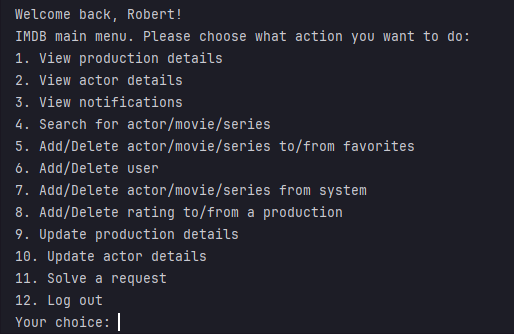 Welcome back, Robert!
IMDB main menu. Please choose what action you want to do:
1. View production details
2. View actor details
3. View notifications
4. Search for actor/movie/series
5. Add/Delete actor/movie/series to/from favorites
6. Add/Delete user
7. Add/Delete actor/movie/series from system
8. Add/Delete rating to/from a production
9. Update production details
10. Update actor details
11. Solve a request
12. Log out
Your choice: